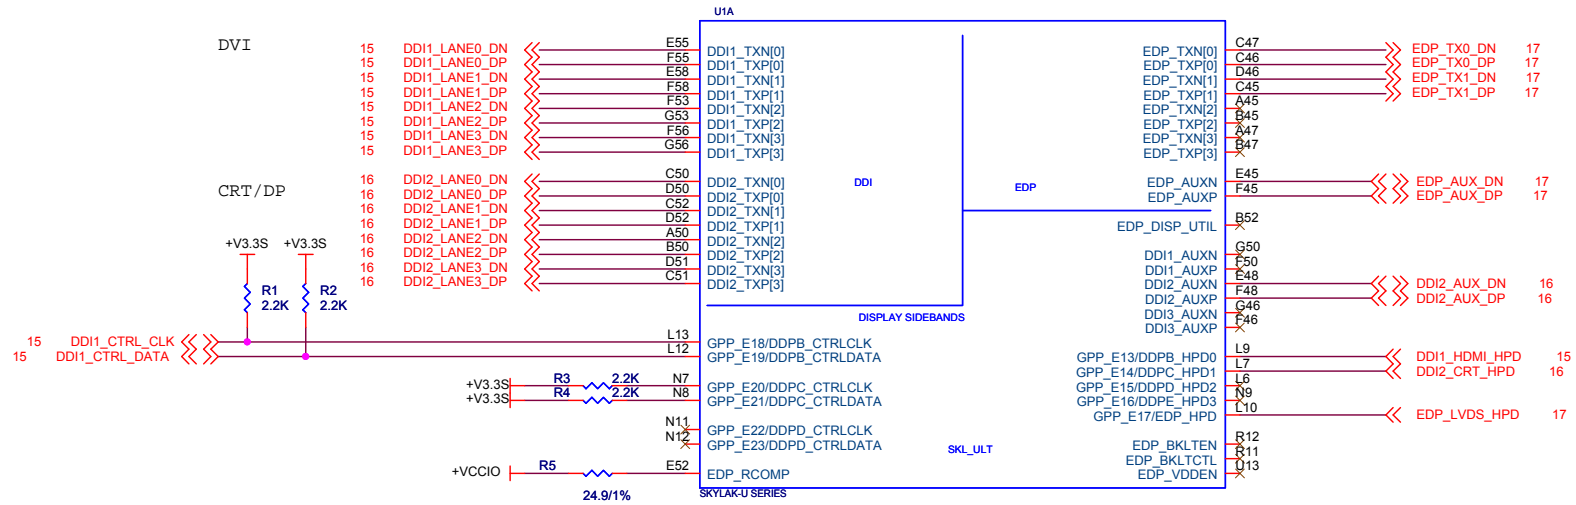 U1A
DVI
15 DDI1_LANE0_DN E55 DDI1_TXN[0] EDP_TXN[0] C47 EDP_TX0_DN 17
15 DDI1_LANE0_DP F55 DDI1_TXP[0] EDP_TXP[0] C46 EDP_TX0_DP 17
15 DDI1_LANE1_DN E58 DDI1_TXN[1] EDP_TXN[1] D46 EDP_TX1_DN 17
15 DDI1_LANE1_DP F58 DDI1_TXP[1] EDP_TXP[1] C45 EDP_TX1_DP 17
15 DDI1_LANE2_DN F53 DDI1_TXN[2] EDP_TXN[2] A45
15 DDI1_LANE2_DP G53 DDI1_TXP[2] EDP_TXP[2] B45
15 DDI1_LANE3_DN F56 DDI1_TXN[3] EDP_TXN[3] A47
15 DDI1_LANE3_DP G56 DDI1_TXP[3] EDP_TXP[3] B47
CRT/DP
DDI EDP
16 DDI2_LANE0_DN C50 DDI2_TXN[0] EDP_AUXN E45 EDP_AUX_DN 17
16 DDI2_LANE0_DP D50 DDI2_TXP[0] EDP_AUXP F45 EDP_AUX_DP 17
16 DDI2_LANE1_DN C52 DDI2_TXN[1]
16 DDI2_LANE1_DP D52 DDI2_TXP[1] EDP_DISP_UTIL B52
16 DDI2_LANE2_DN A50 DDI2_TXN[2]
16 DDI2_LANE2_DP B50 DDI2_TXP[2] DDI1_AUXN G50
16 DDI2_LANE3_DN D51 DDI2_TXN[3] DDI1_AUXP F50
16 DDI2_LANE3_DP C51 DDI2_TXP[3] DDI2_AUXN E48 DDI2_AUX_DN 16
DDI2_AUXP F48 DDI2_AUX_DP 16
DDI3_AUXN G46
DDI3_AUXP F46
+V3.3S +V3.3S
R1 R2
2.2K 2.2K
DISPLAY SIDEBANDS
15 DDI1_CTRL_CLK L13 GPP_E18/DDPB_CTRLCLK
15 DDI1_CTRL_DATA L12 GPP_E19/DDPB_CTRLDATA GPP_E13/DDPB_HPD0 L9 DDI1_HDMI_HPD 15
GPP_E14/DDPC_HPD1 L7 DDI2_CRT_HPD 16
+V3.3S R3 2.2K N7 GPP_E20/DDPC_CTRLCLK GPP_E15/DDPD_HPD2 L6
+V3.3S R4 2.2K N8 GPP_E21/DDPC_CTRLDATA GPP_E16/DDPE_HPD3 N9
GPP_E17/EDP_HPD L10 EDP_LVDS_HPD 17
N11 GPP_E22/DDPD_CTRLCLK
N12 GPP_E23/DDPD_CTRLDATA EDP_BKLTEN R12
SKL_ULT
EDP_BKLTCTL R11
+VCCIO R5 E52 EDP_RCOMP EDP_VDDEN U13
24.9/1%
SKYLAK-U SERIES